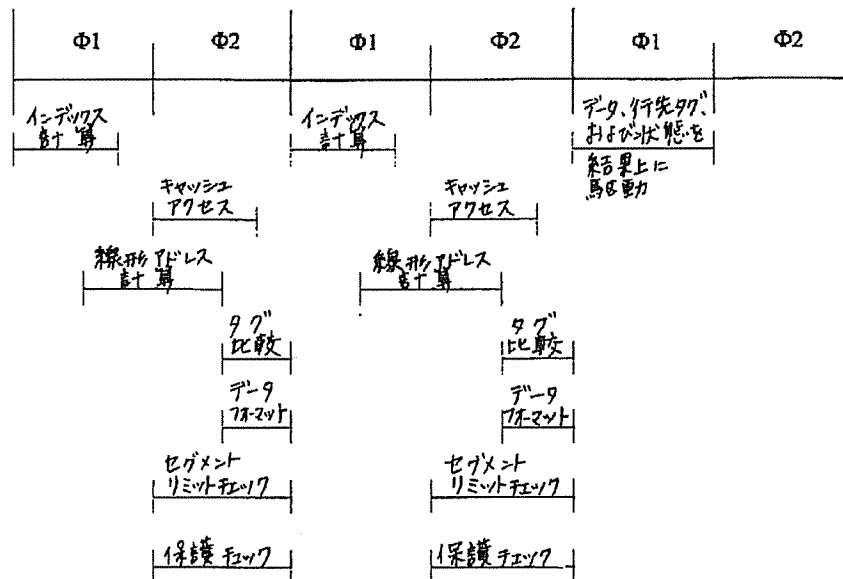 Φ1 Φ2 Φ1 Φ2 Φ1 Φ2
インデックス
計算
インデックス
計算
データ、行先タグ、
および状態を
結果上に
駆動
キャッシュ
アクセス
キャッシュ
アクセス
線形アドレス
計算
線形アドレス
計算
タグ
比較
タグ
比較
データ
フォーマット
データ
フォーマット
セグメント
リミットチェック
セグメント
リミットチェック
保護チェック
保護チェック